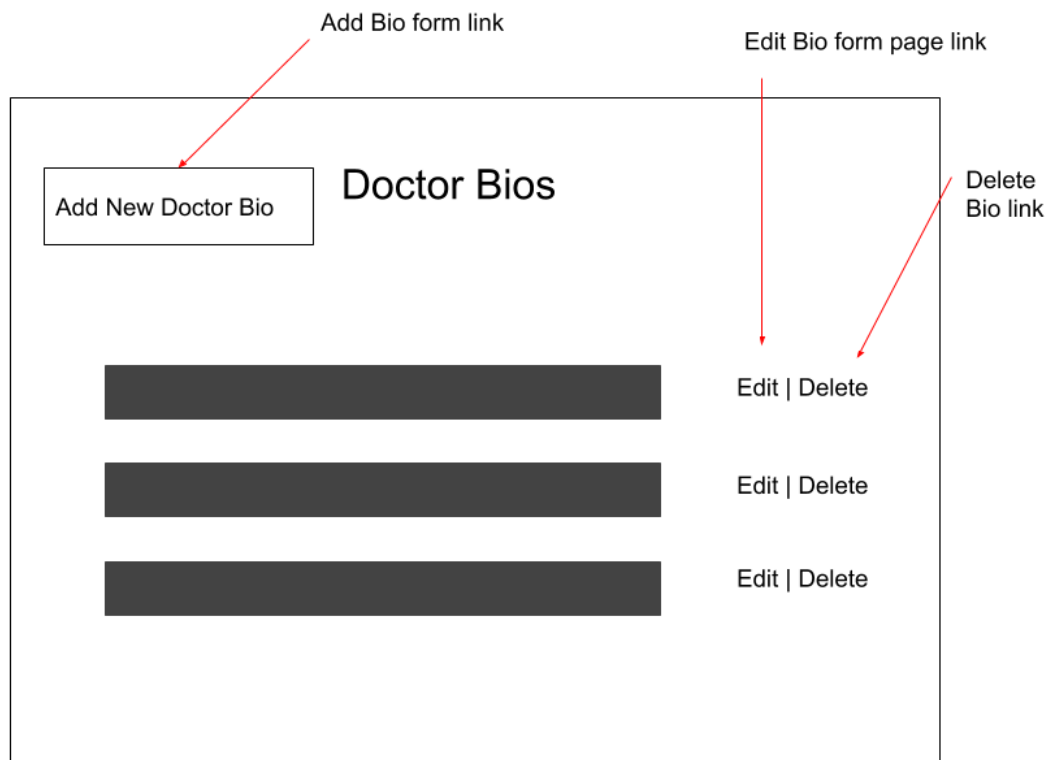 Add Bio form link
Edit Bio form page link
Delete
Bio link
Add New Doctor Bio
Doctor Bios
Edit | Delete
Edit | Delete
Edit | Delete